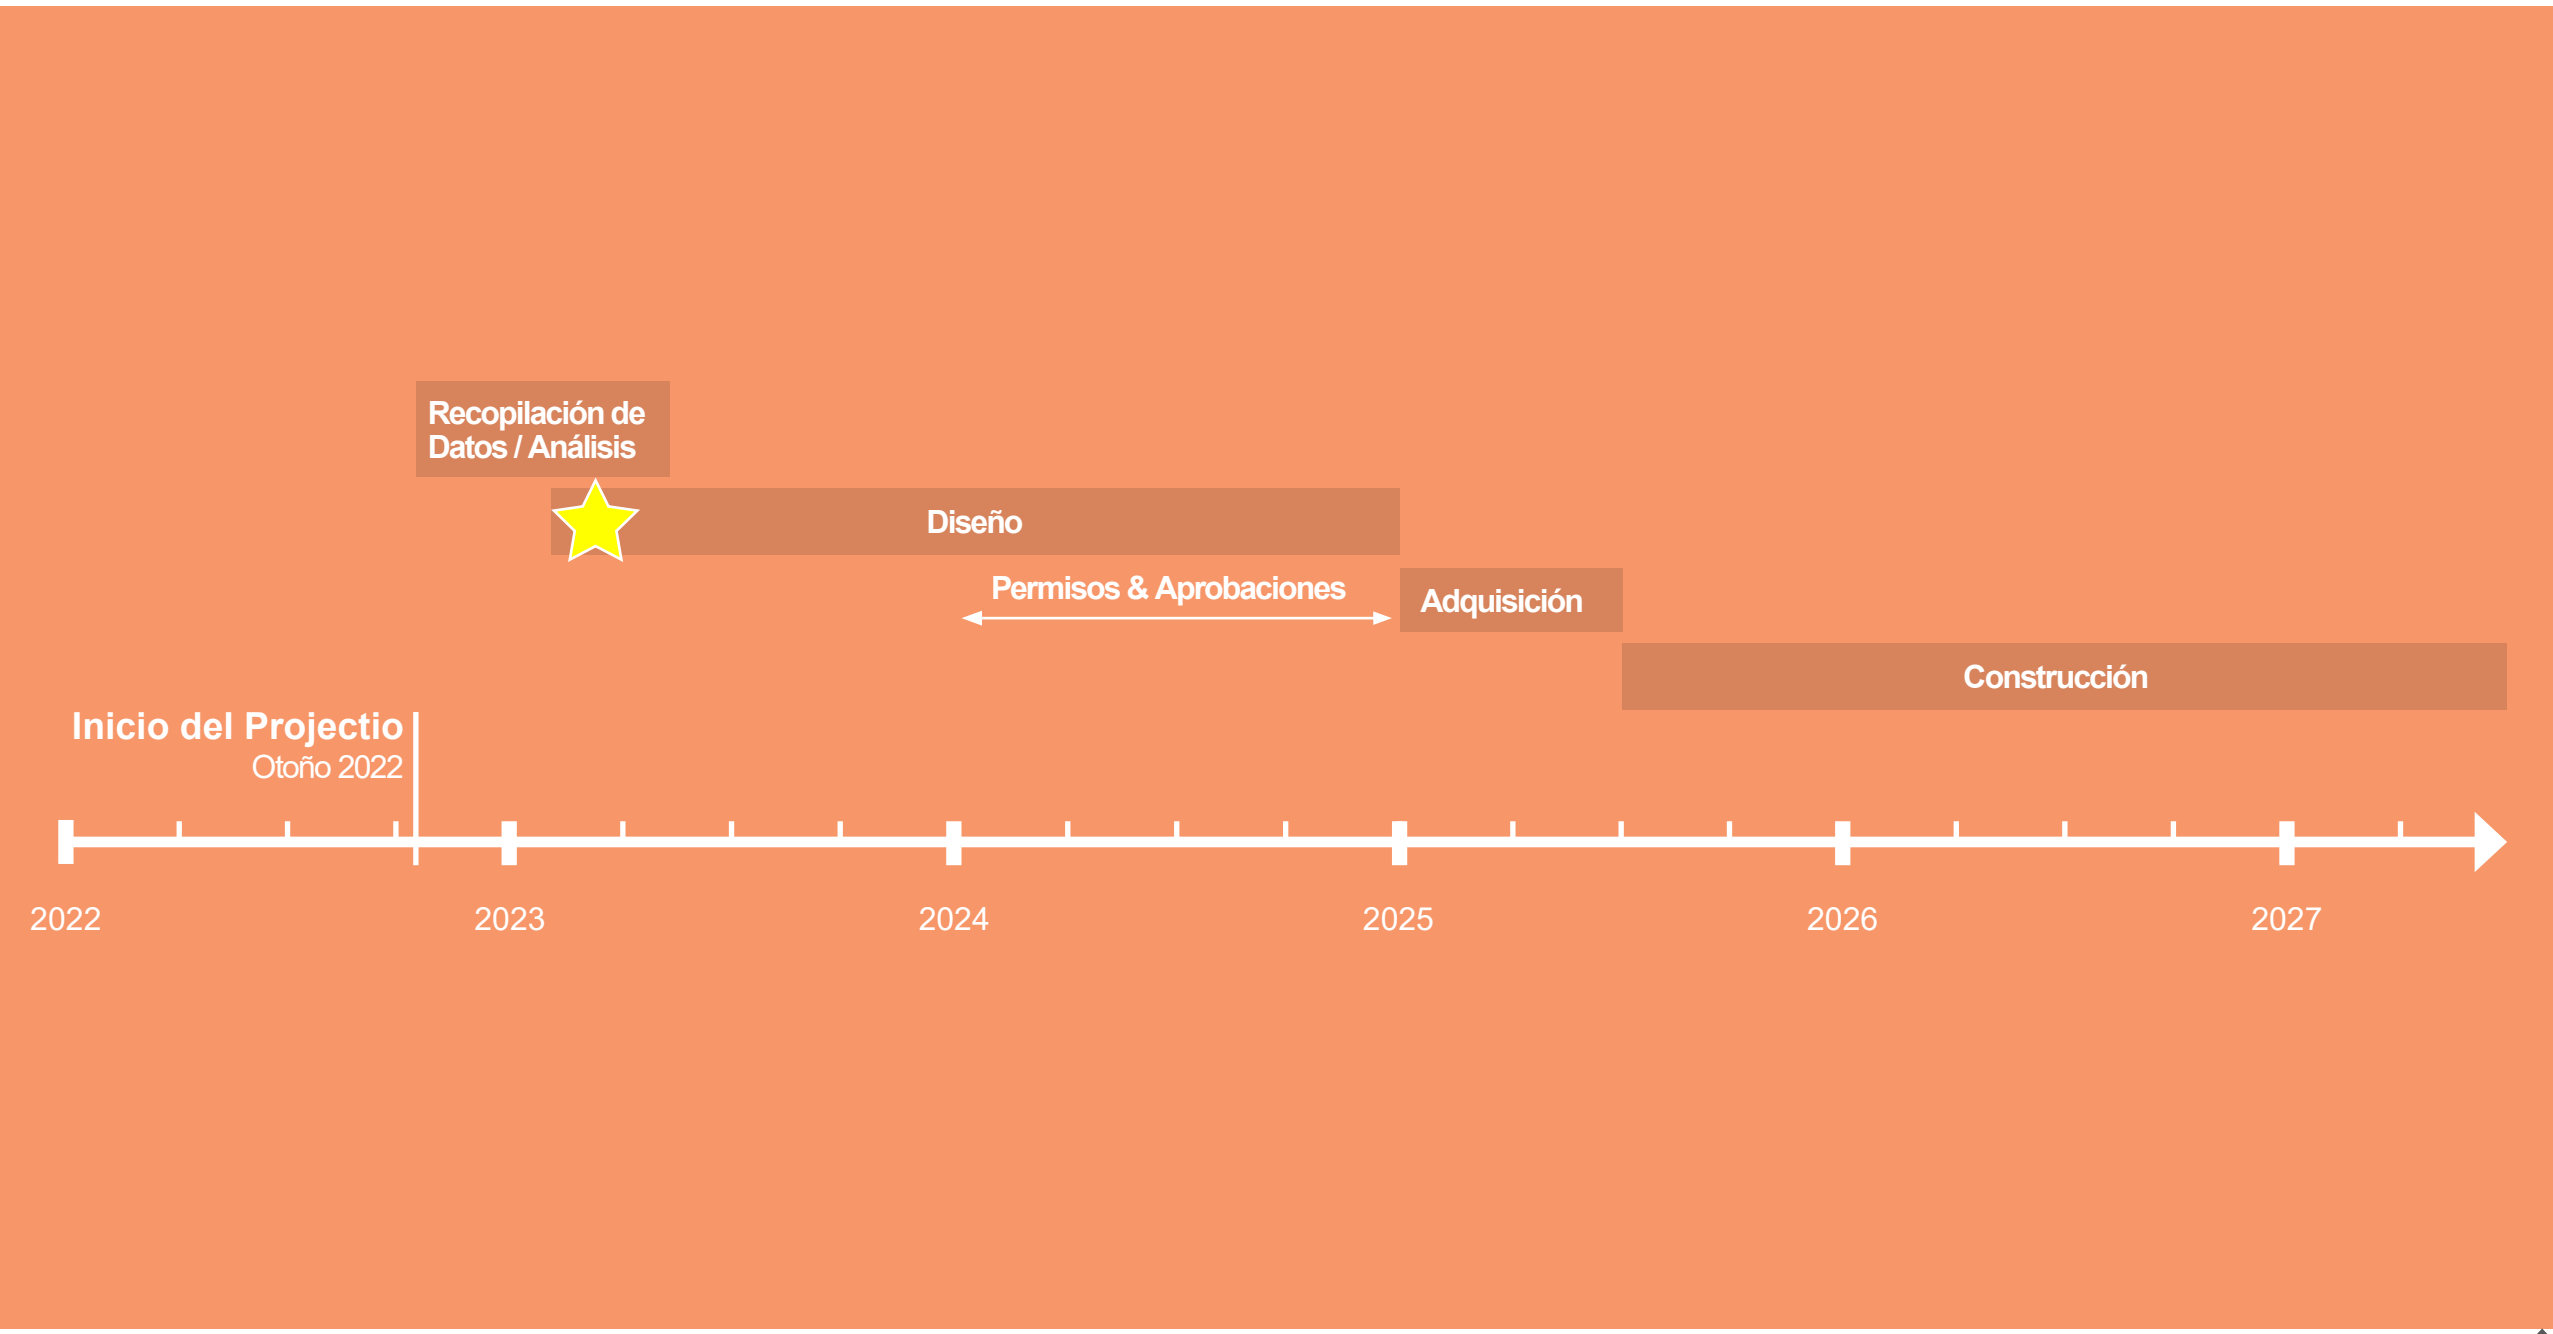 Recopilación de
Datos / Análisis
Diseño
Permisos & Aprobaciones
Adquisición
Construcción
Inicio del Projectio
Otoño 2022
2022
2023
2024
2025
2026
2027